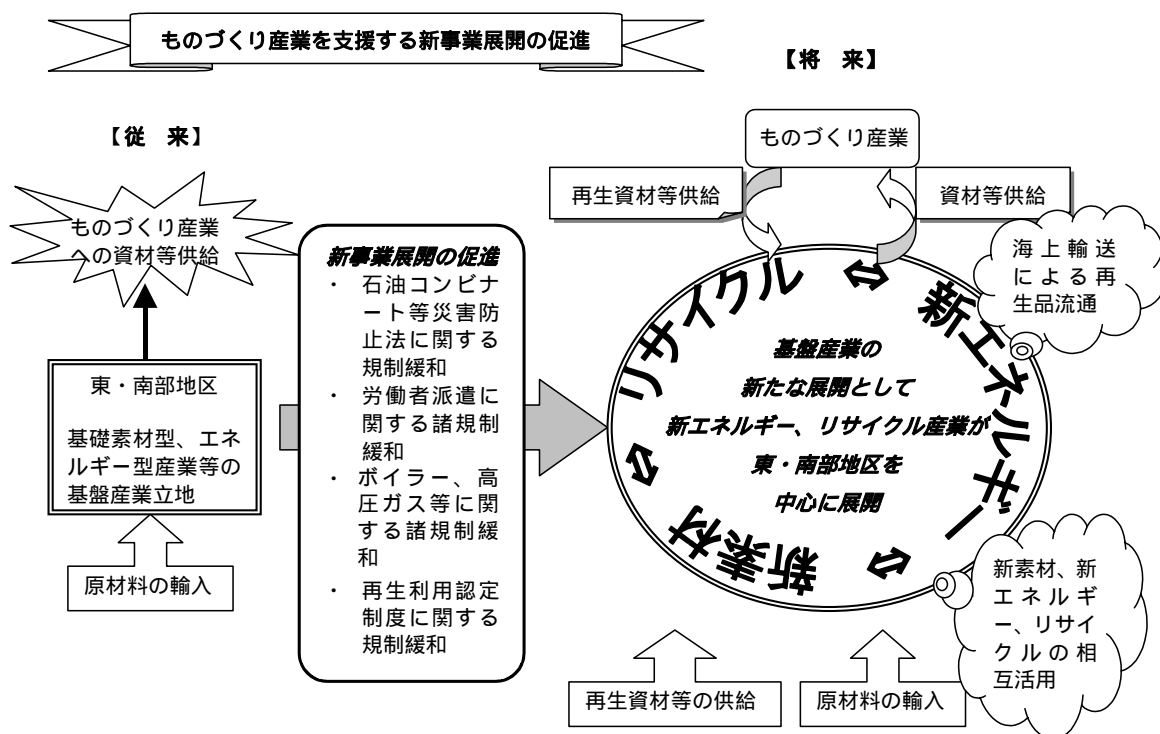 ものづくり産業を支援する新事業展開の促進
【従　来】
ものづくり産業
への資材等供給
東・南部地区
基礎素材型、エネ
ルギー型産業等の
基盤産業立地
原材料の輸入
新事業展開の促進
・ 石油コンビナ
ート等災害防
止法に関する
規制緩和
・ 労働者派遣に
関する諸規制
緩和
・ ボイラー、高
圧ガス等に関
する諸規制緩
和
・ 再生利用認定
制度に関する
規制緩和
【将　来】
ものづくり産業
再生資材等供給
資材等供給
海上輸送
による再
生品流通
リサイクル ⇔ 新エネルギー ⇔ 新素材 ⇔
基盤産業の
新たな展開として
新エネルギー、リサイクル産業が
東・南部地区を
中心に展開
新素材、新
エネルギ
ー、リサイ
クルの相
互活用
再生資材等の供給
原材料の輸入